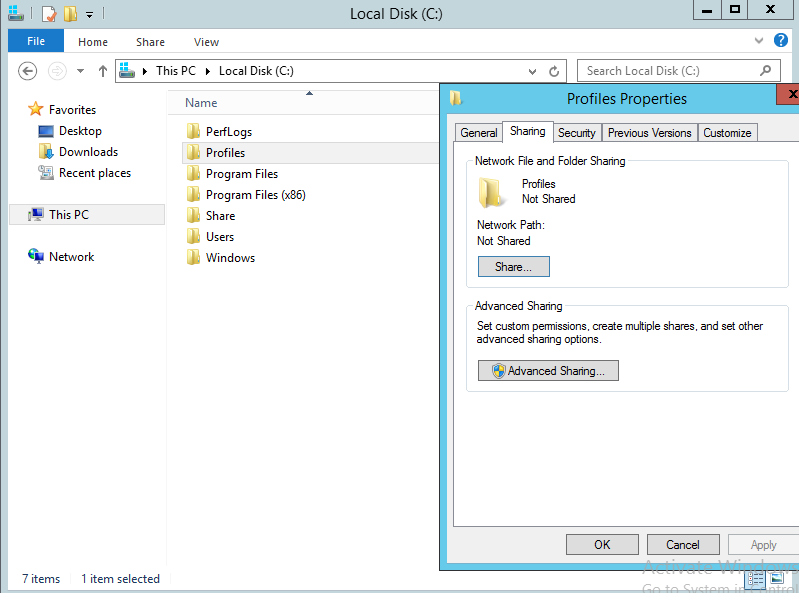 Local Disk (C:)
File Home Share View
This PC Local Disk (C:)
Search Local Disk (C:)
Favorites
Desktop
Downloads
Recent places
This PC
Network
Name
PerfLogs
Profiles
Program Files
Program Files (x86)
Share
Users
Windows
Profiles Properties
General Sharing Security Previous Versions Customize
Network File and Folder Sharing
Profiles
Not Shared
Network Path:
Not Shared
Share...
Advanced Sharing
Set custom permissions, create multiple shares, and set other
advanced sharing options.
Advanced Sharing...
OK Cancel Apply
Activate Windows
Go to System in Control
7 items 1 item selected